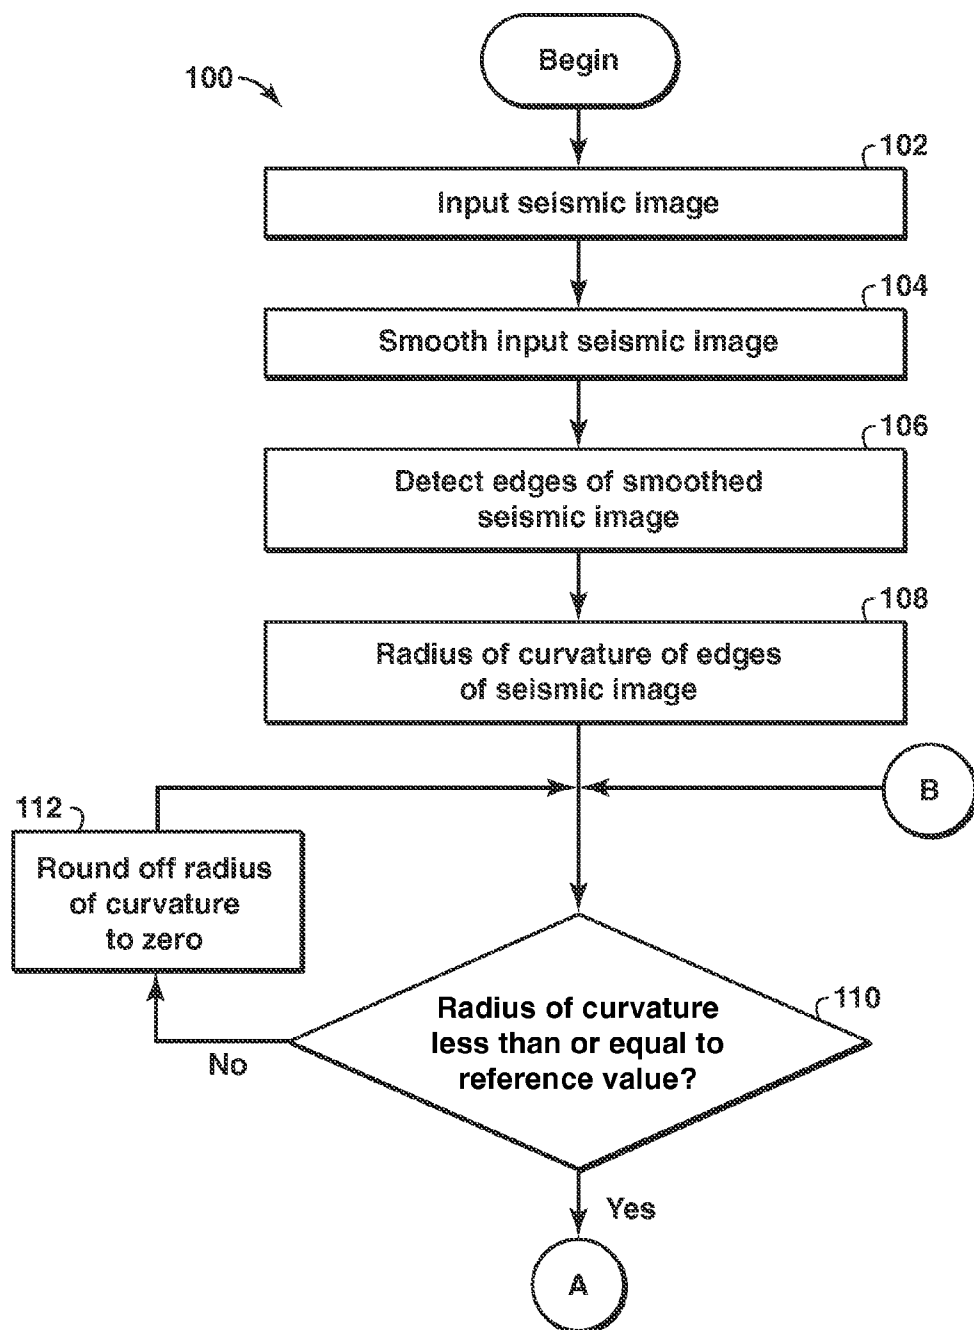 Begin
100
102
Input seismic image
104
Smooth input seismic image
106
Detect edges of smoothed
seismic image
108
Radius of curvature of edges
of seismic image
B
112
Round off radius
of curvature
to zero
110
Radius of curvature
less than or equal to
reference value?
No
Yes
A